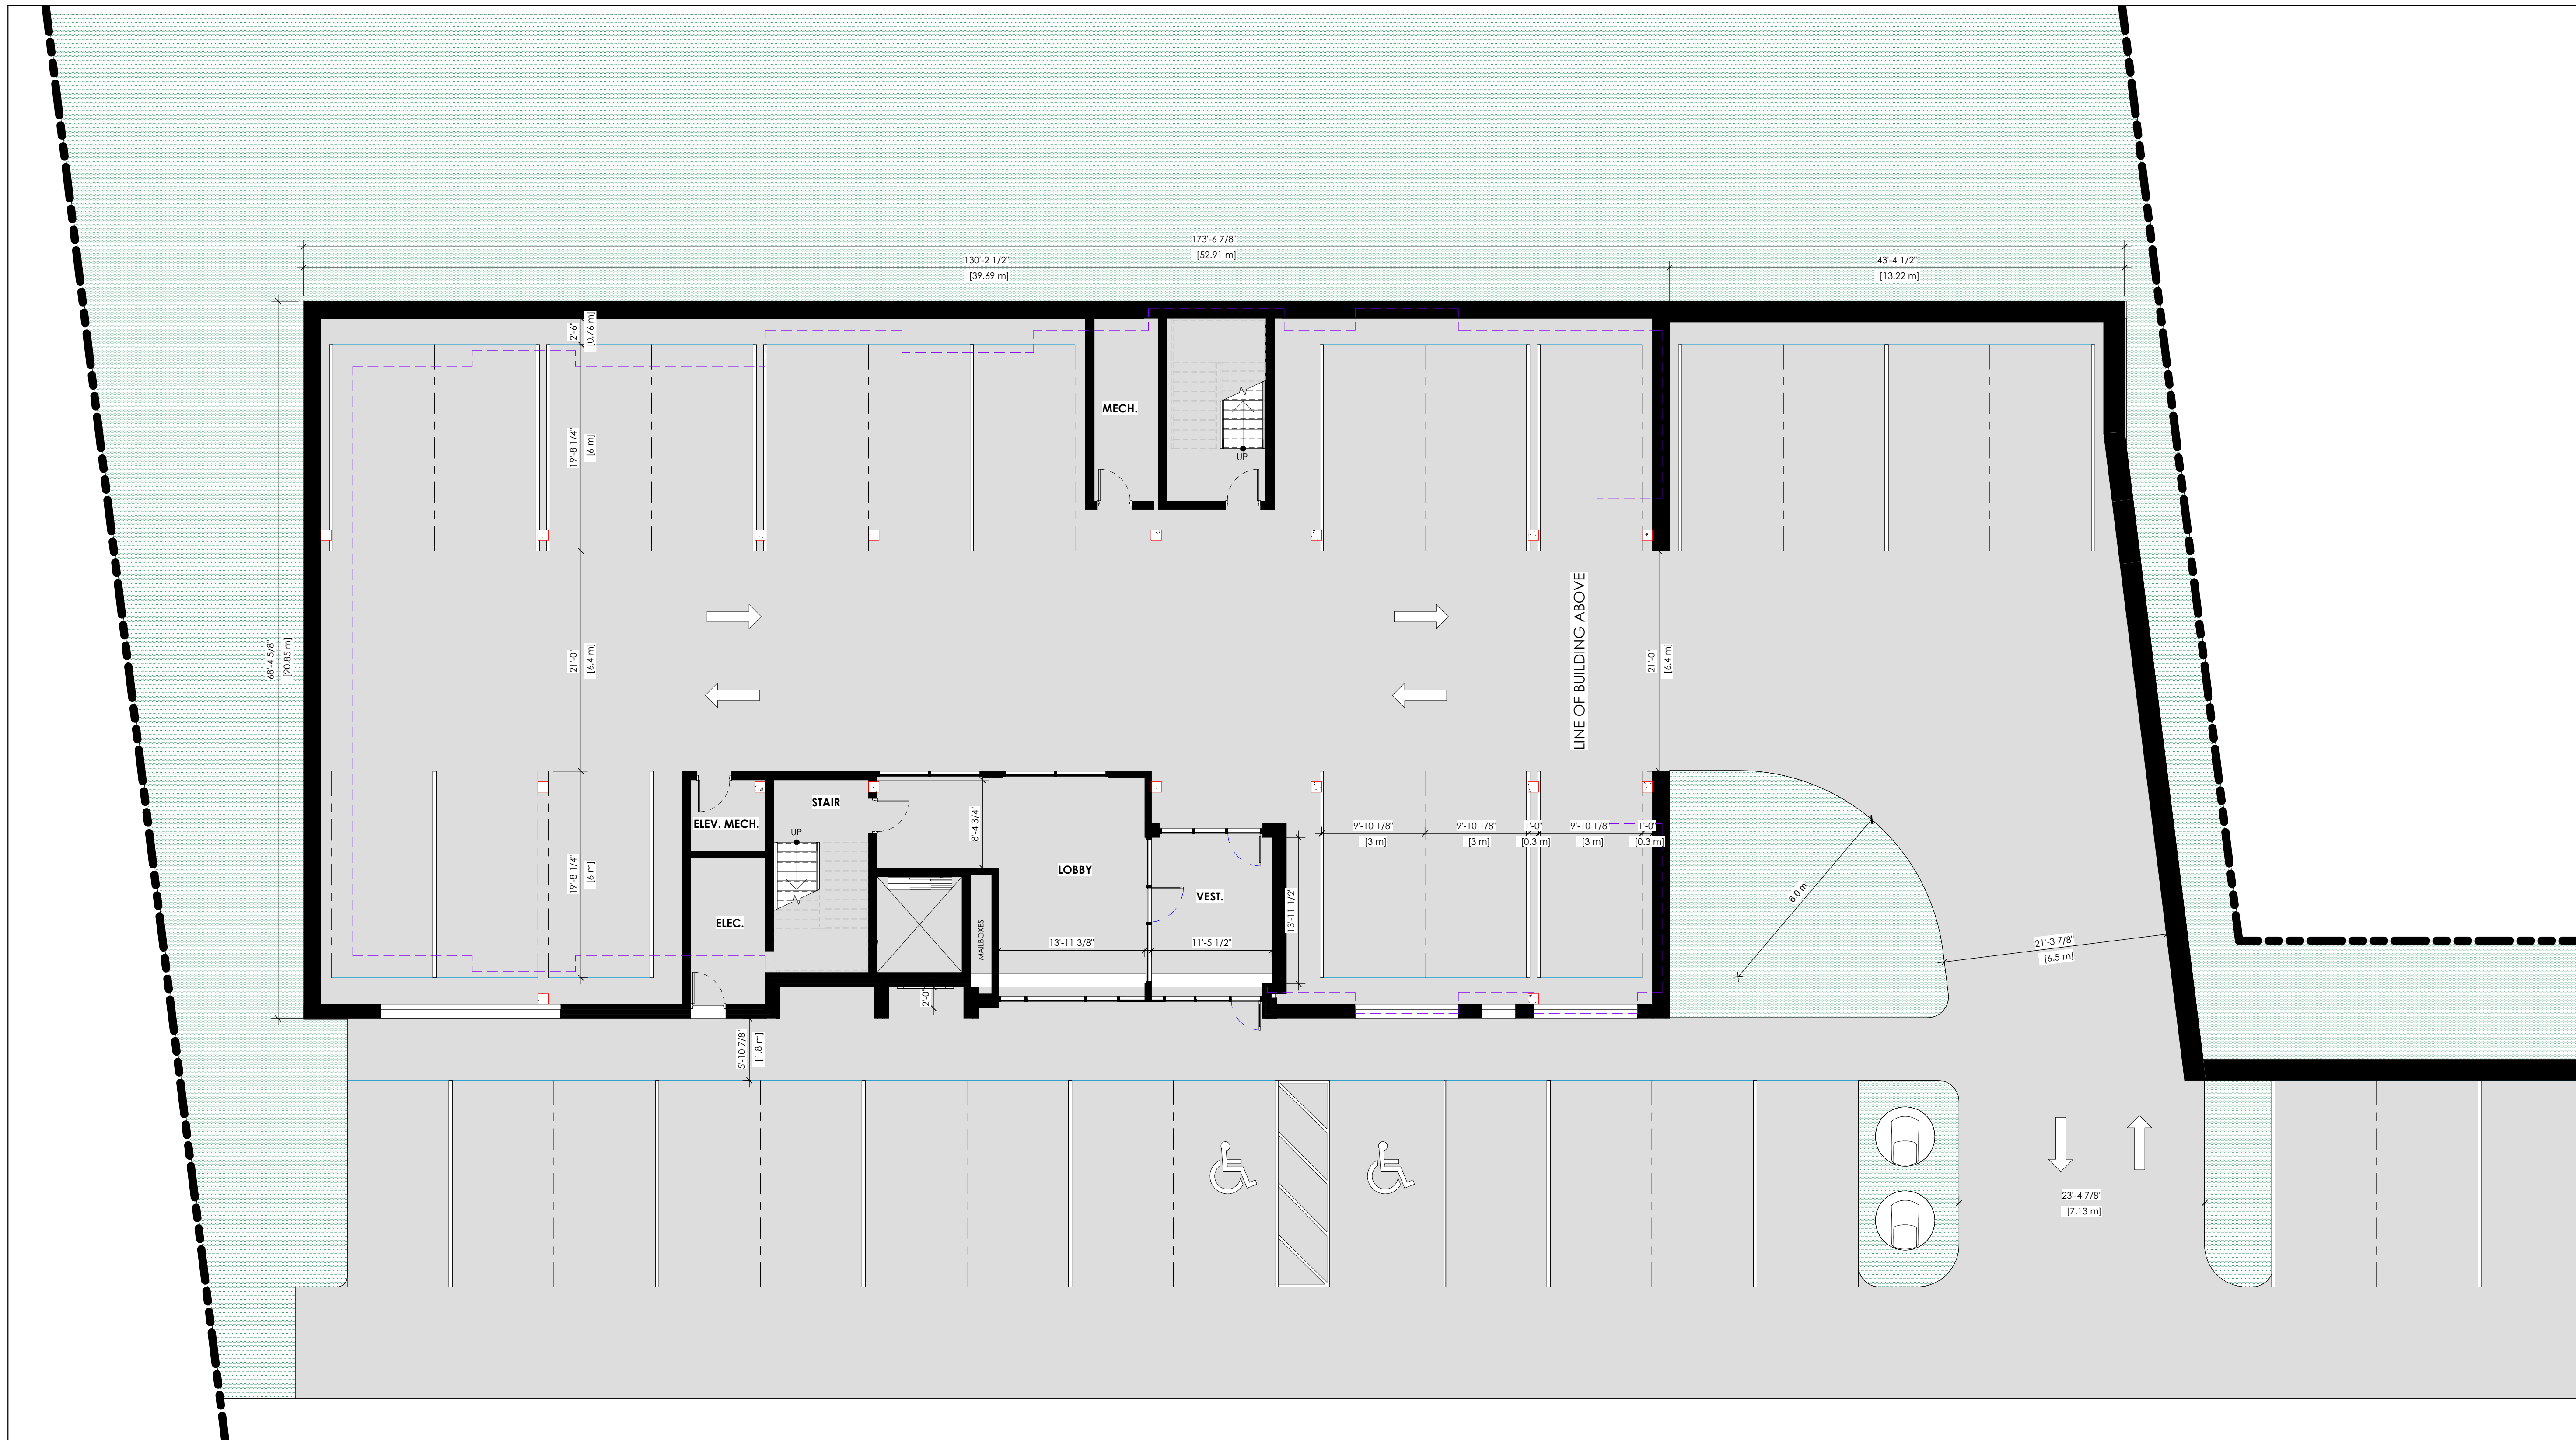 173'-6 7/8"
[52.91 m]
130'-2 1/2"
[39.69 m]
43'-4 1/2"
[13.22 m]
2'-6"
[0.76 m]
MECH.
19'-8 1/4"
[6 m]
UP
LINE OF BUILDING ABOVE
68'-4 5/8"
[20.85 m]
21'-0"
[6.4 m]
21'-0"
[6.4 m]
STAIR
ELEV. MECH.
UP
8'-4 3/4"
9'-10 1/8"
[3 m]
9'-10 1/8"
[3 m]
1'-0"
[0.3 m]
9'-10 1/8"
[3 m]
1'-0"
[0.3 m]
LOBBY
19'-8 1/4"
[6 m]
VEST.
6.0 m
13'-11 1/2"
ELEC.
MAILBOXES
13'-11 3/8"
11'-5 1/2"
21'-3 7/8"
[6.5 m]
2'-0"
5'-10 7/8"
[1.8 m]
23'-4 7/8"
[7.13 m]